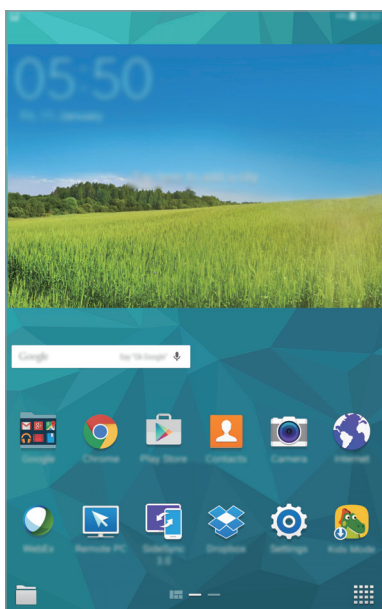 05:50
Google
Say "Ok Google"
Google
Chrome
Play Store
Contacts
Camera
Internet
WebEx
Remote PC
SideSync
3.0
Dropbox
Settings
Kids Mode